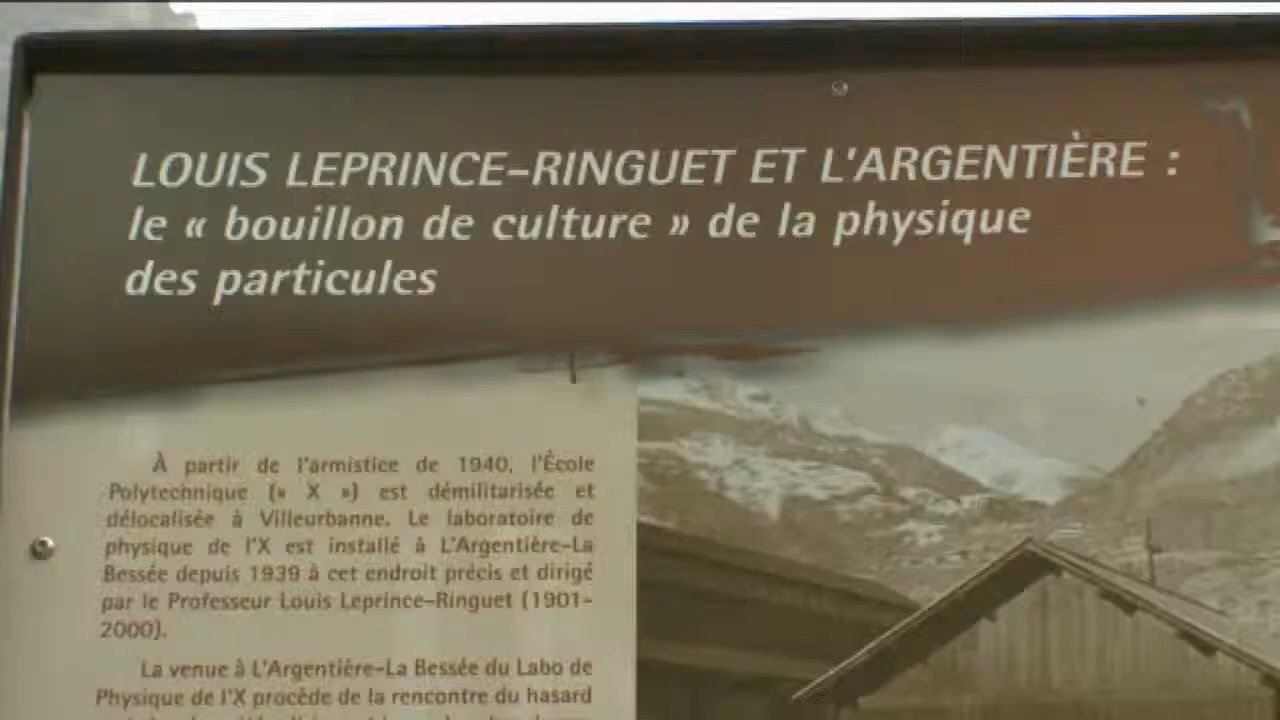 LOUIS LEPRINCE-RINGUET ET L'ARGENTIÈRE :
le « bouillon de culture » de la physique
des particules
À partir de l'armistice de 1940, l'École
Polytechnique (« X ») est démilitarisée et
délocalisée à Villeurbanne. Le laboratoire de
physique de l'X est installé à L'Argentière-La
Bessée depuis 1939 à cet endroit précis et dirigé
par le Professeur Louis Leprince-Ringuet (1901-
2000).
La venue à L'Argentière-La Bessée du Labo de
Physique de l'X procède de la rencontre du hasard